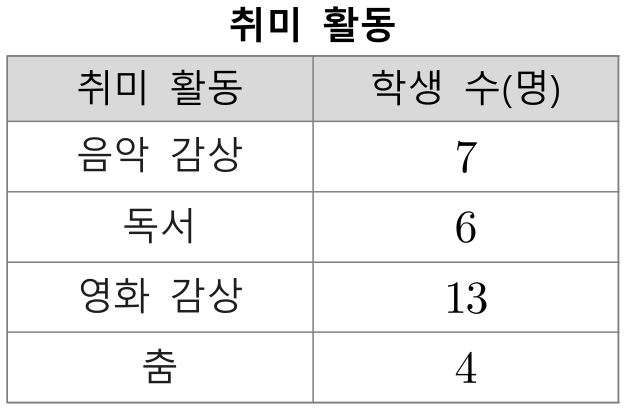 취미 활동
취미 활동 학생 수(명)
음악 감상 7
독서 6
영화 감상 13
춤 4